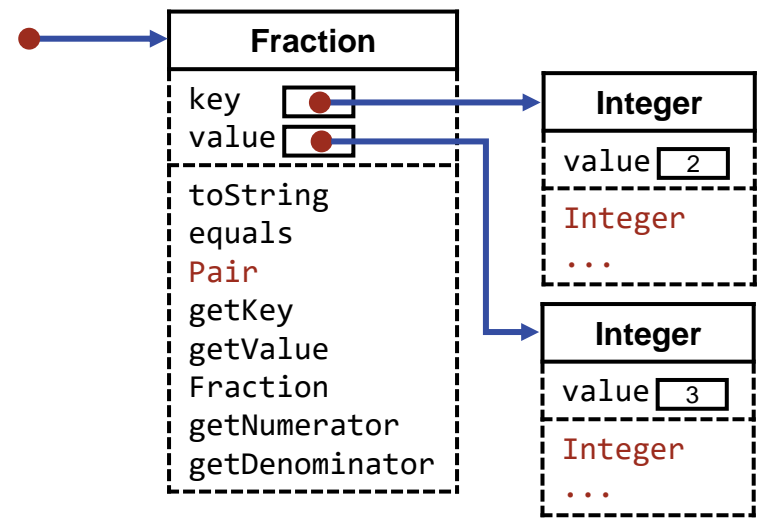 Fraction
key
value
toString
equals
Pair
getKey
getValue
Fraction
getNumerator
getDenominator
Integer
value 2
Integer
...
Integer
value 3
Integer
...